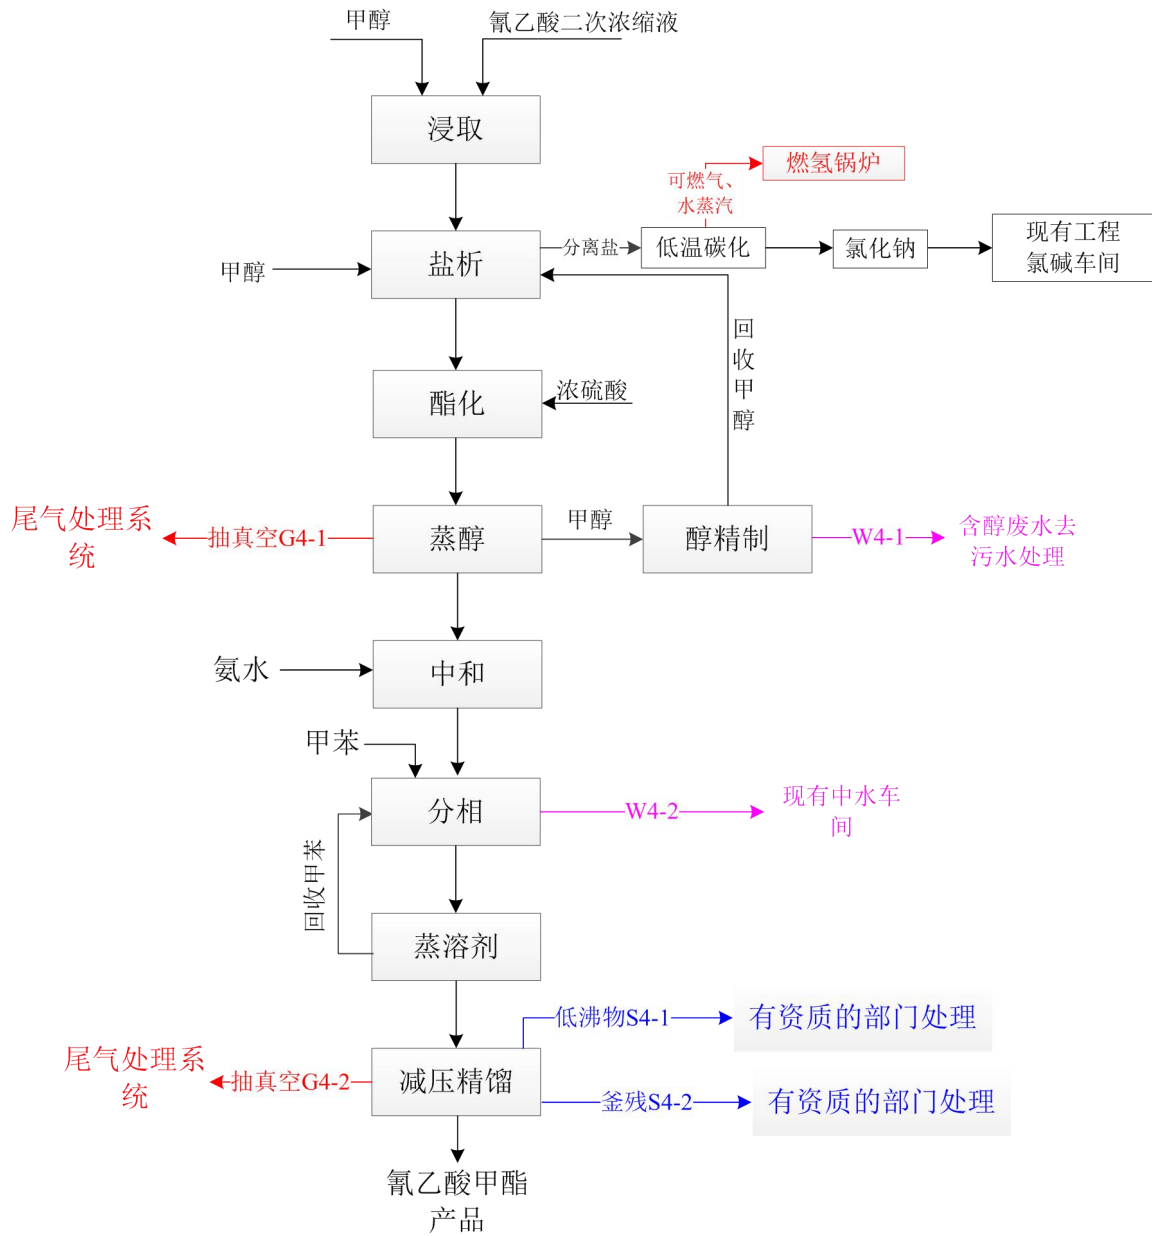 甲醇
氰乙酸二次浓缩液
浸取
燃氢锅炉
可燃气、
水蒸汽
甲醇
盐析
分离盐
低温碳化
氯化钠
现有工程
氯碱车间
回收甲醇
酯化
浓硫酸
尾气处理系
统
抽真空G4-1
蒸醇
甲醇
醇精制
W4-1
含醇废水去
污水处理
氨水
中和
甲苯
分相
W4-2
现有中水车
间
回收甲苯
蒸溶剂
低沸物S4-1
有资质的部门处理
尾气处理系
统
抽真空G4-2
减压精馏
釜残S4-2
有资质的部门处理
氰乙酸甲酯
产品